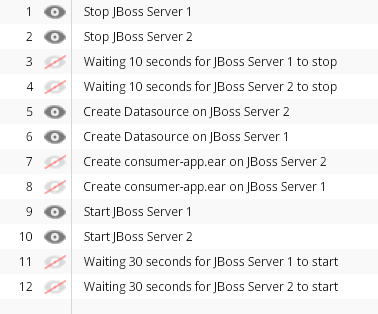 1 Stop JBoss Server 1
2 Stop JBoss Server 2
3 Waiting 10 seconds for JBoss Server 1 to stop
4 Waiting 10 seconds for JBoss Server 2 to stop
5 Create Datasource on JBoss Server 2
6 Create Datasource on JBoss Server 1
7 Create consumer-app.ear on JBoss Server 2
8 Create consumer-app.ear on JBoss Server 1
9 Start JBoss Server 1
10 Start JBoss Server 2
11 Waiting 30 seconds for JBoss Server 1 to start
12 Waiting 30 seconds for JBoss Server 2 to start